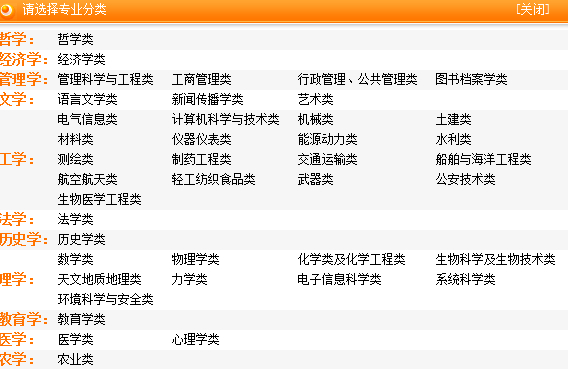 请选择专业分类 [关闭]
哲学： 哲学类
经济学： 经济学类
管理学： 管理科学与工程类 工商管理类 行政管理、公共管理类 图书档案学类
文学： 语言文学类 新闻传播学类 艺术类
电气信息类 计算机科学与技术类 机械类 土建类
材料类 仪器仪表类 能源动力类 水利类
工学： 测绘类 制药工程类 交通运输类 船舶与海洋工程类
航空航天类 轻工纺织食品类 武器类 公安技术类
生物医学工程类
法学： 法学类
历史学： 历史学类
数学类 物理学类 化学类及化学工程类 生物科学及生物技术类
理学： 天文地质地理类 力学类 电子信息科学类 系统科学类
环境科学与安全类
教育学： 教育学类
医学： 医学类 心理学类
农学： 农业类